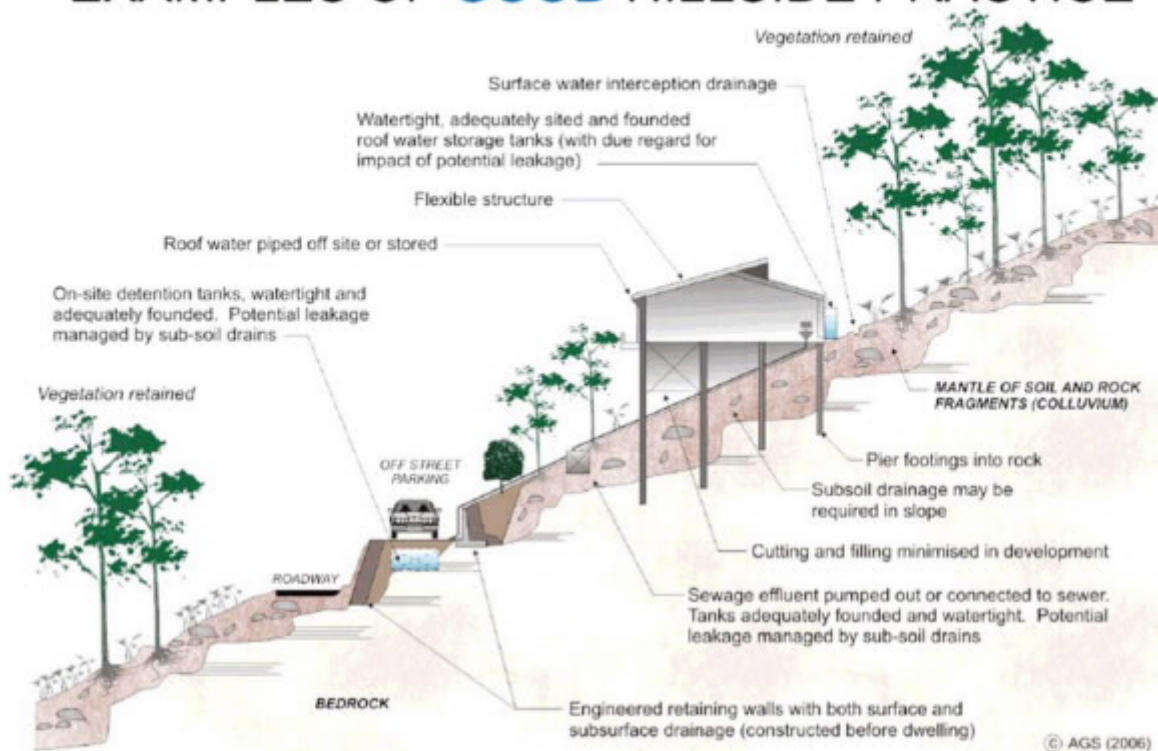 Vegetation retained
Surface water interception drainage
Watertight, adequately sited and founded
roof water storage tanks (with due regard for
impact of potential leakage)
Flexible structure
Roof water piped off site or stored
On-site detention tanks, watertight and
adequately founded. Potential leakage
managed by sub-soil drains
Vegetation retained
MANTLE OF SOIL AND ROCK
FRAGMENTS (COLLUVIUM)
OFF STREET
PARKING
Pier footings into rock
Subsoil drainage may be
required in slope
Cutting and filling minimised in development
ROADWAY
Sewage effluent pumped out or connected to sewer.
Tanks adequately founded and watertight. Potential
leakage managed by sub-soil drains
BEDROCK
Engineered retaining walls with both surface and
subsurface drainage (constructed before dwelling)
© AGS (2006)